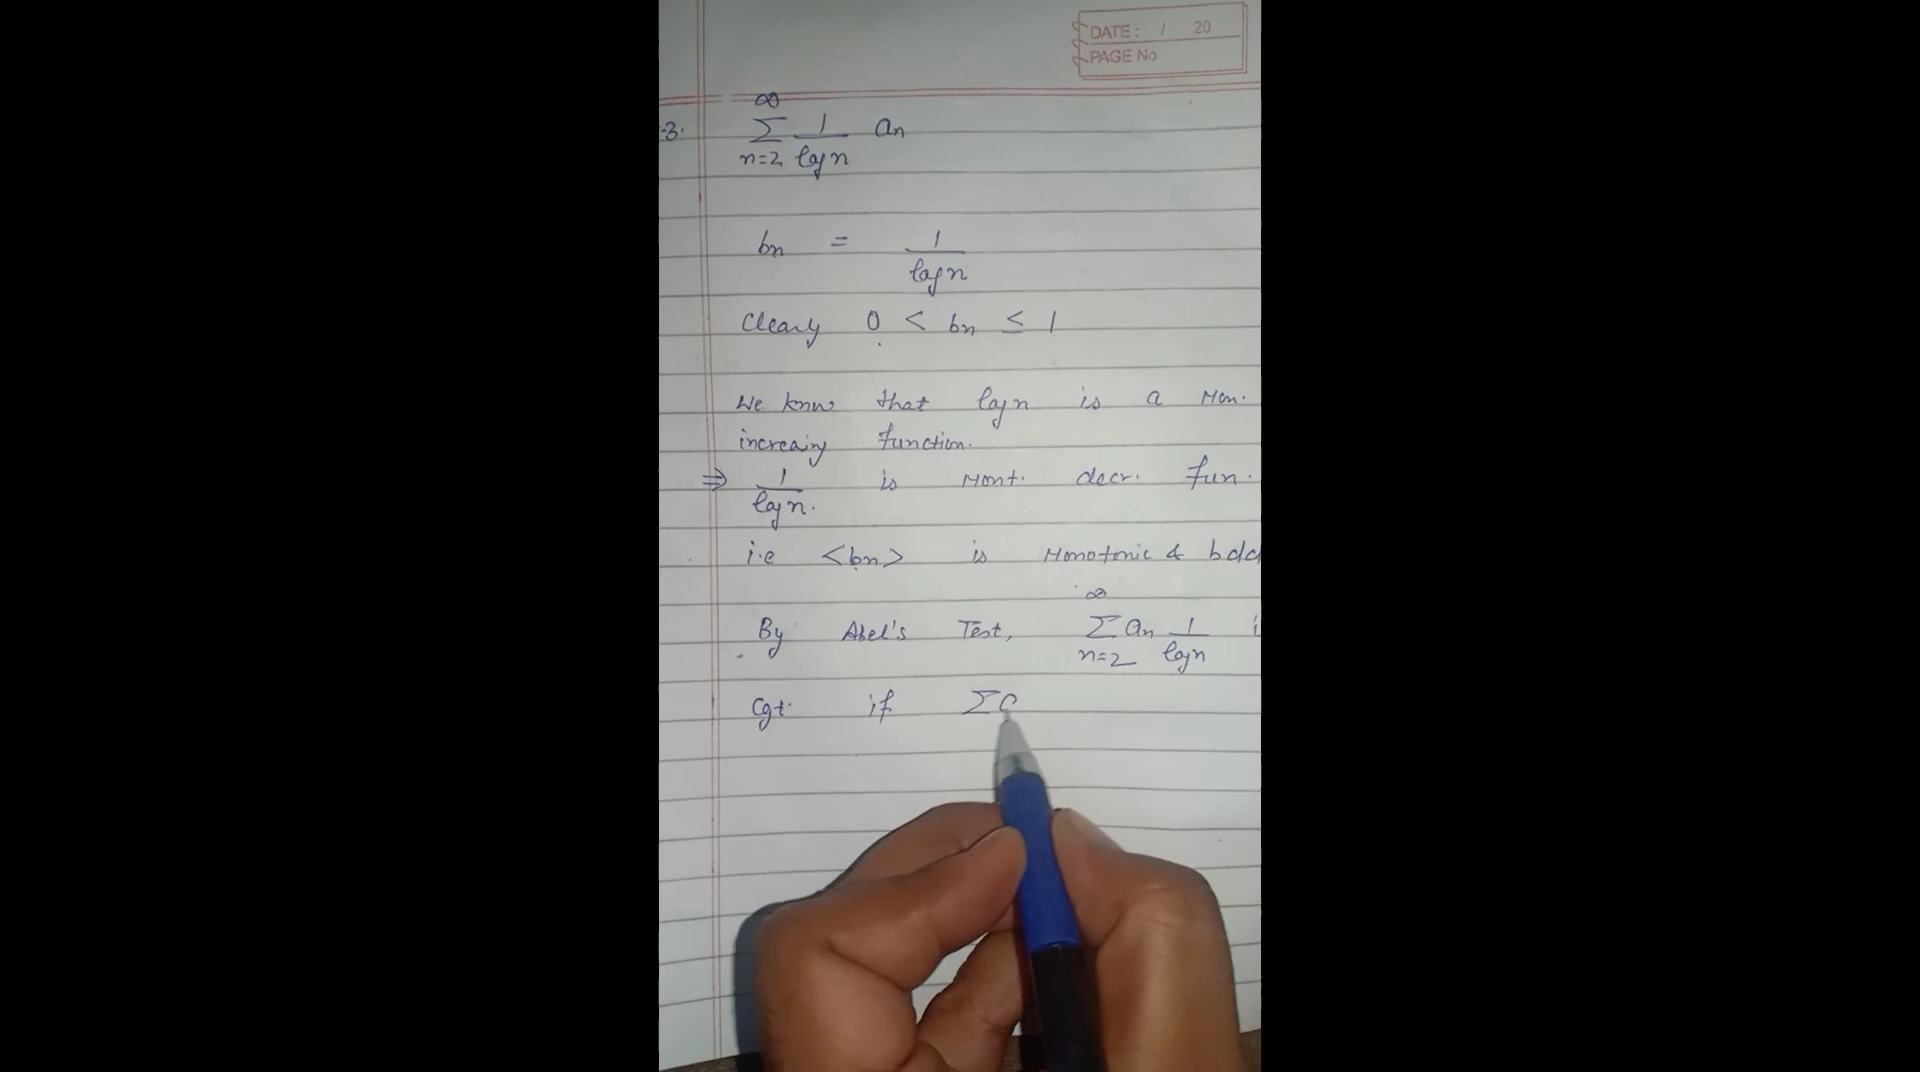 DATE: / 20
PAGE No
.3. ∞
∑ 1/log n an
n=2
bn = 1/log n
Clearly 0 < bn ≤ 1
We know that log n is a Mon.
increasing function.
⇒ 1/log n. is Mont. decr. fun.
i.e <bn> is Monotonic & bdd
By Abel's Test, ∞ ∑ n=2 an 1/log n i
Cgt. if ∑